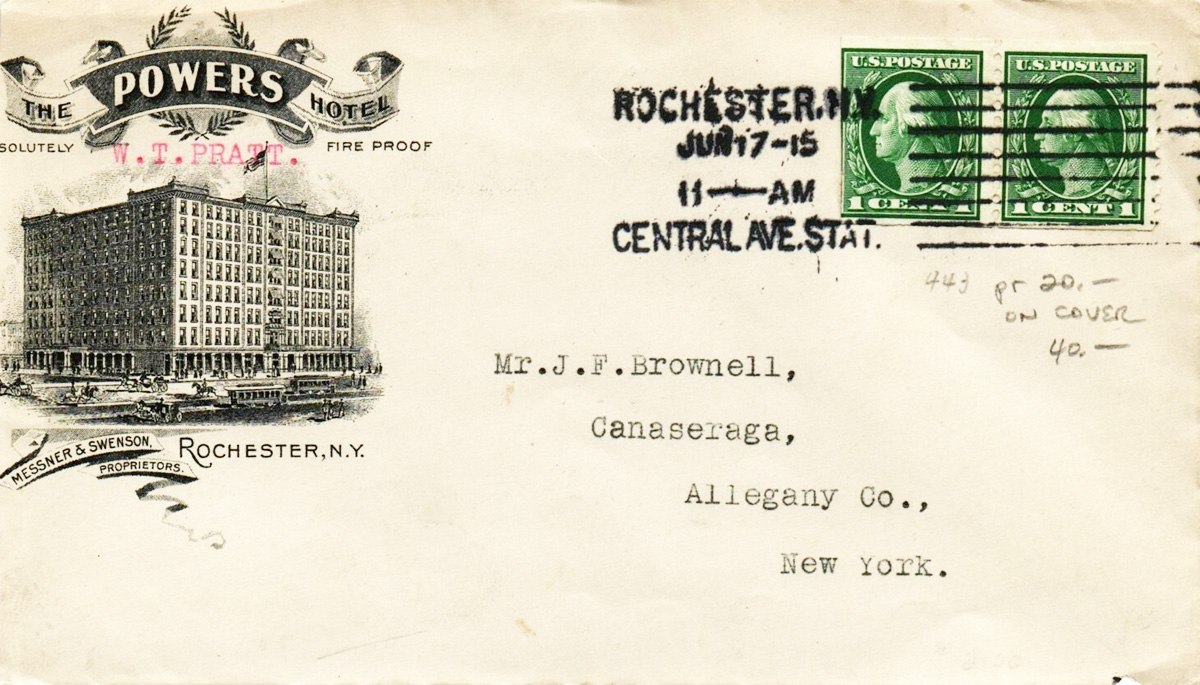 THE POWERS HOTEL
SOLUTELY FIRE PROOF
W.T.PRATT.
MESSNER & SWENSON,
PROPRIETORS.
ROCHESTER, N.Y.
ROCHESTER, N.Y.
JUN 17-15
11—AM
CENTRAL AVE. STAT.
U.S. POSTAGE
1 CENT 1
U.S. POSTAGE
1 CENT 1
443 pr 20.—
ON COVER
40.—
Mr.J.F.Brownell,
Canaseraga,
Allegany Co.,
New York.